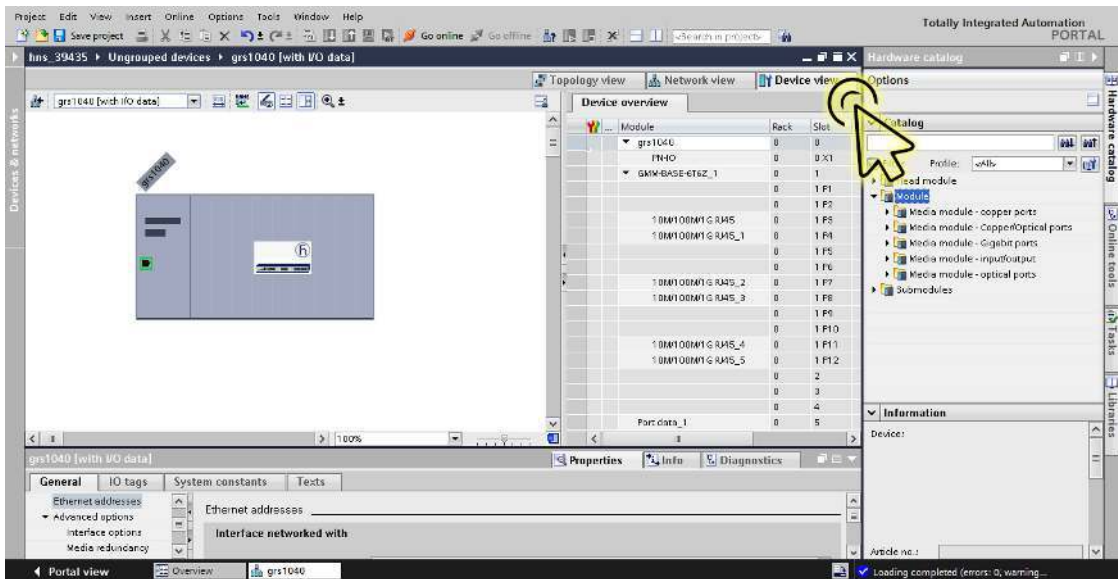 Project Edit View Insert Online Options Tools Window Help
Totally Integrated Automation
PORTAL
Save project
Go online
Go offline
<Search in project>
hns_39435 ▸ Ungrouped devices ▸ grs1040 [with I/O data]
Hardware catalog
Topology view
Network view
Device view
Options
grs1040 [with I/O data]
Device overview
... Module Rack Slot
Catalog
grs1040 0 0
PN-IO 0 0 X1
Profile: <All>
GMM-BASE-6T6Z_1 0 1
Head module
0 1 P1
Module
0 1 P2
Media module - copper ports
10M/100M/1G RJ45 0 1 P3
Media module - Copper/Optical ports
10M/100M/1G RJ45_1 0 1 P4
Media module - Gigabit ports
0 1 P5
Media module - input/output
0 1 P6
Media module - optical ports
10M/100M/1G RJ45_2 0 1 P7
Submodules
10M/100M/1G RJ45_3 0 1 P8
0 1 P9
0 1 P10
10M/100M/1G RJ45_4 0 1 P11
10M/100M/1G RJ45_5 0 1 P12
0 2
0 3
0 4
Port data_1 0 5
grs1040
100%
Information
Device:
Article no.:
grs1040 [with I/O data]
Properties
Info
Diagnostics
General
IO tags
System constants
Texts
Ethernet addresses
Advanced options
Interface options
Media redundancy
Ethernet addresses
Interface networked with
Devices & networks
Hardware catalog
Online tools
Tasks
Libraries
Portal view
Overview
grs1040
Loading completed (errors: 0, warning...